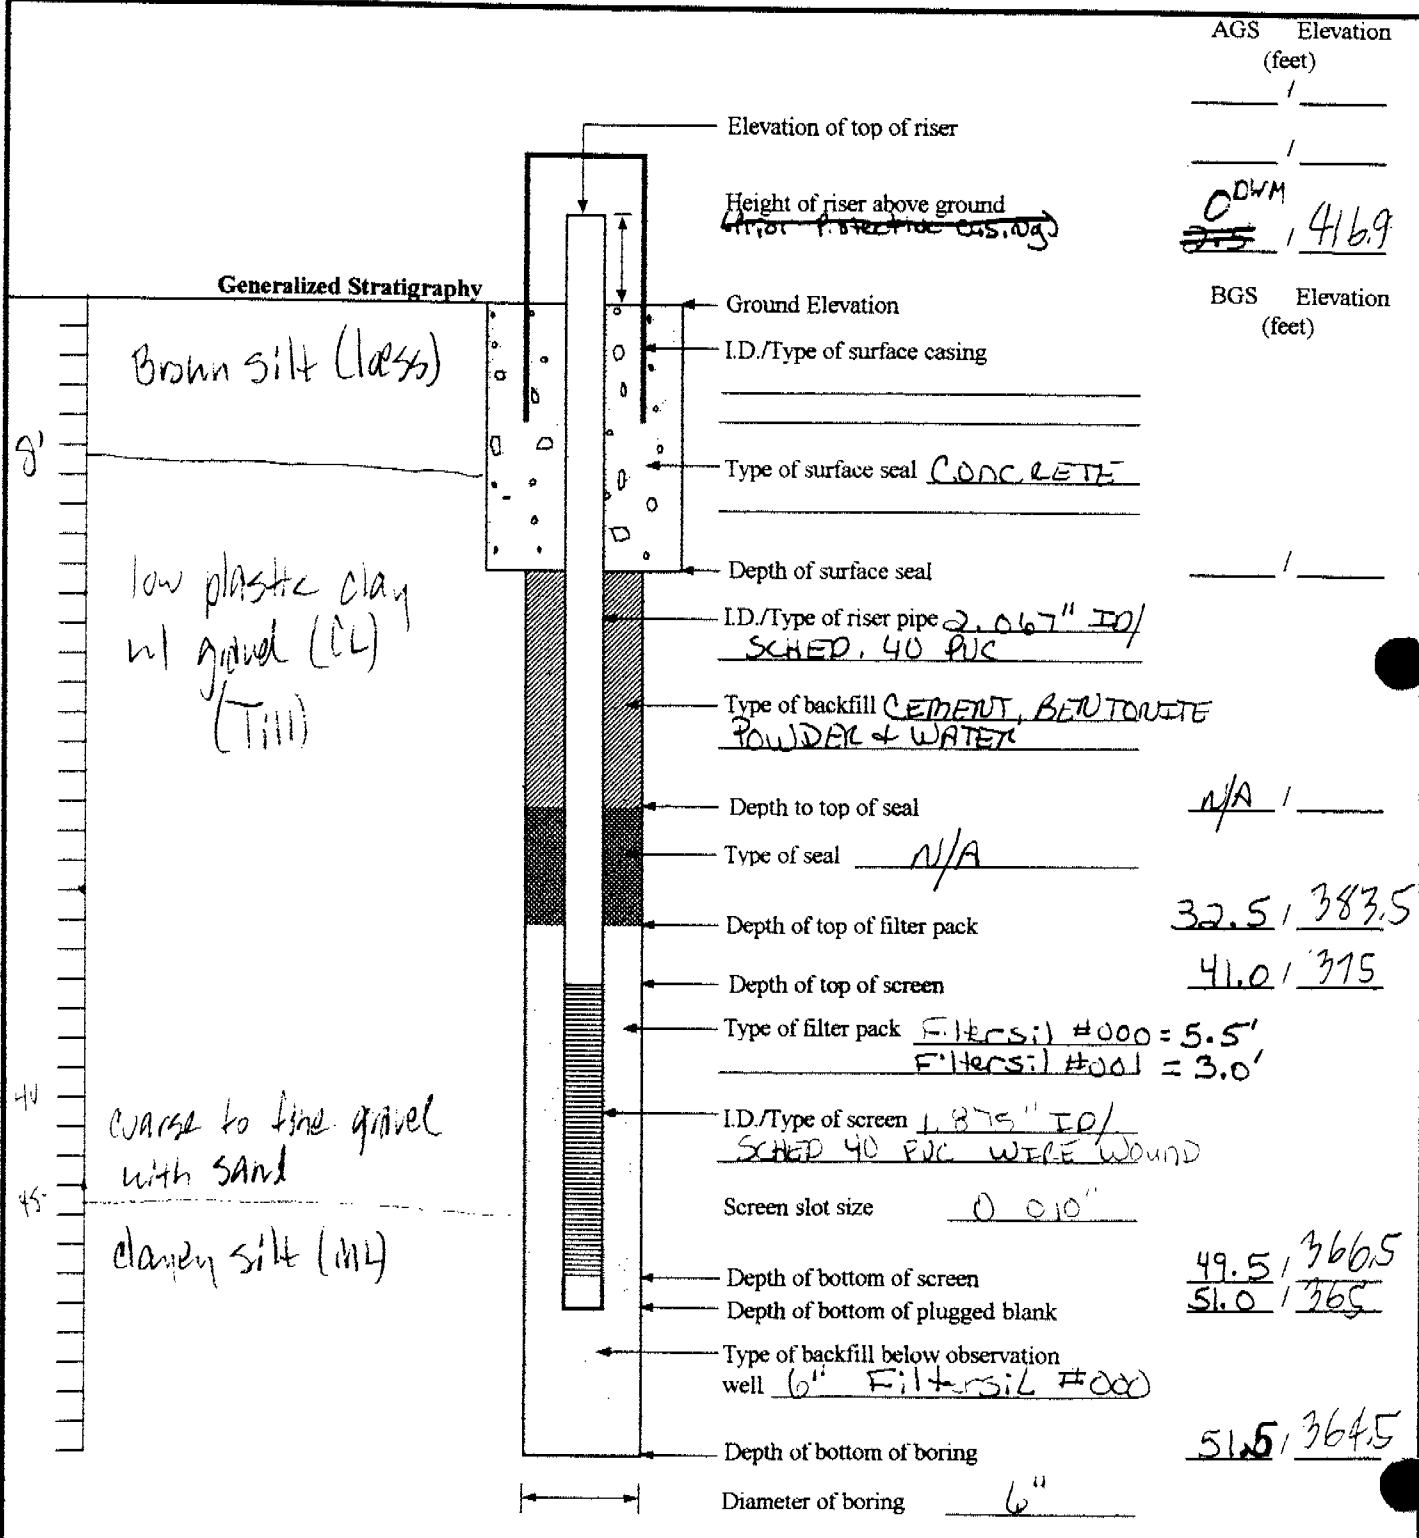 AGS Elevation
(feet)
/
Elevation of top of riser
/
Height of riser above ground 0 DWM 2.5 / 416.9
(Prior Protective Casing)
Generalized Stratigraphy
BGS Elevation
(feet)
Ground Elevation
Brown silt (loess)
I.D./Type of surface casing
8'
Type of surface seal CONCRETE
Depth of surface seal /
low plastic clay
w/ gravel (CL)
(Till)
I.D./Type of riser pipe 2.067" ID/
SCHED. 40 PVC
Type of backfill CEMENT, BENTONITE
POWDER & WATER
Depth to top of seal N/A /
Type of seal N/A
Depth of top of filter pack 32.5 / 383.5
Depth of top of screen 41.0 / 375
Type of filter pack Filtersil #000 = 5.5'
Filtersil #001 = 3.0'
40
coarse to fine gravel
with sand
I.D./Type of screen 1.875" ID/
SCHED 40 PVC WIRE WOUND
45
Screen slot size 0 010"
clayey silt (ML)
Depth of bottom of screen 49.5 / 366.5
Depth of bottom of plugged blank 51.0 / 365
Type of backfill below observation
well 6" Filtersil #000
Depth of bottom of boring 51.5 / 364.5
Diameter of boring 6"